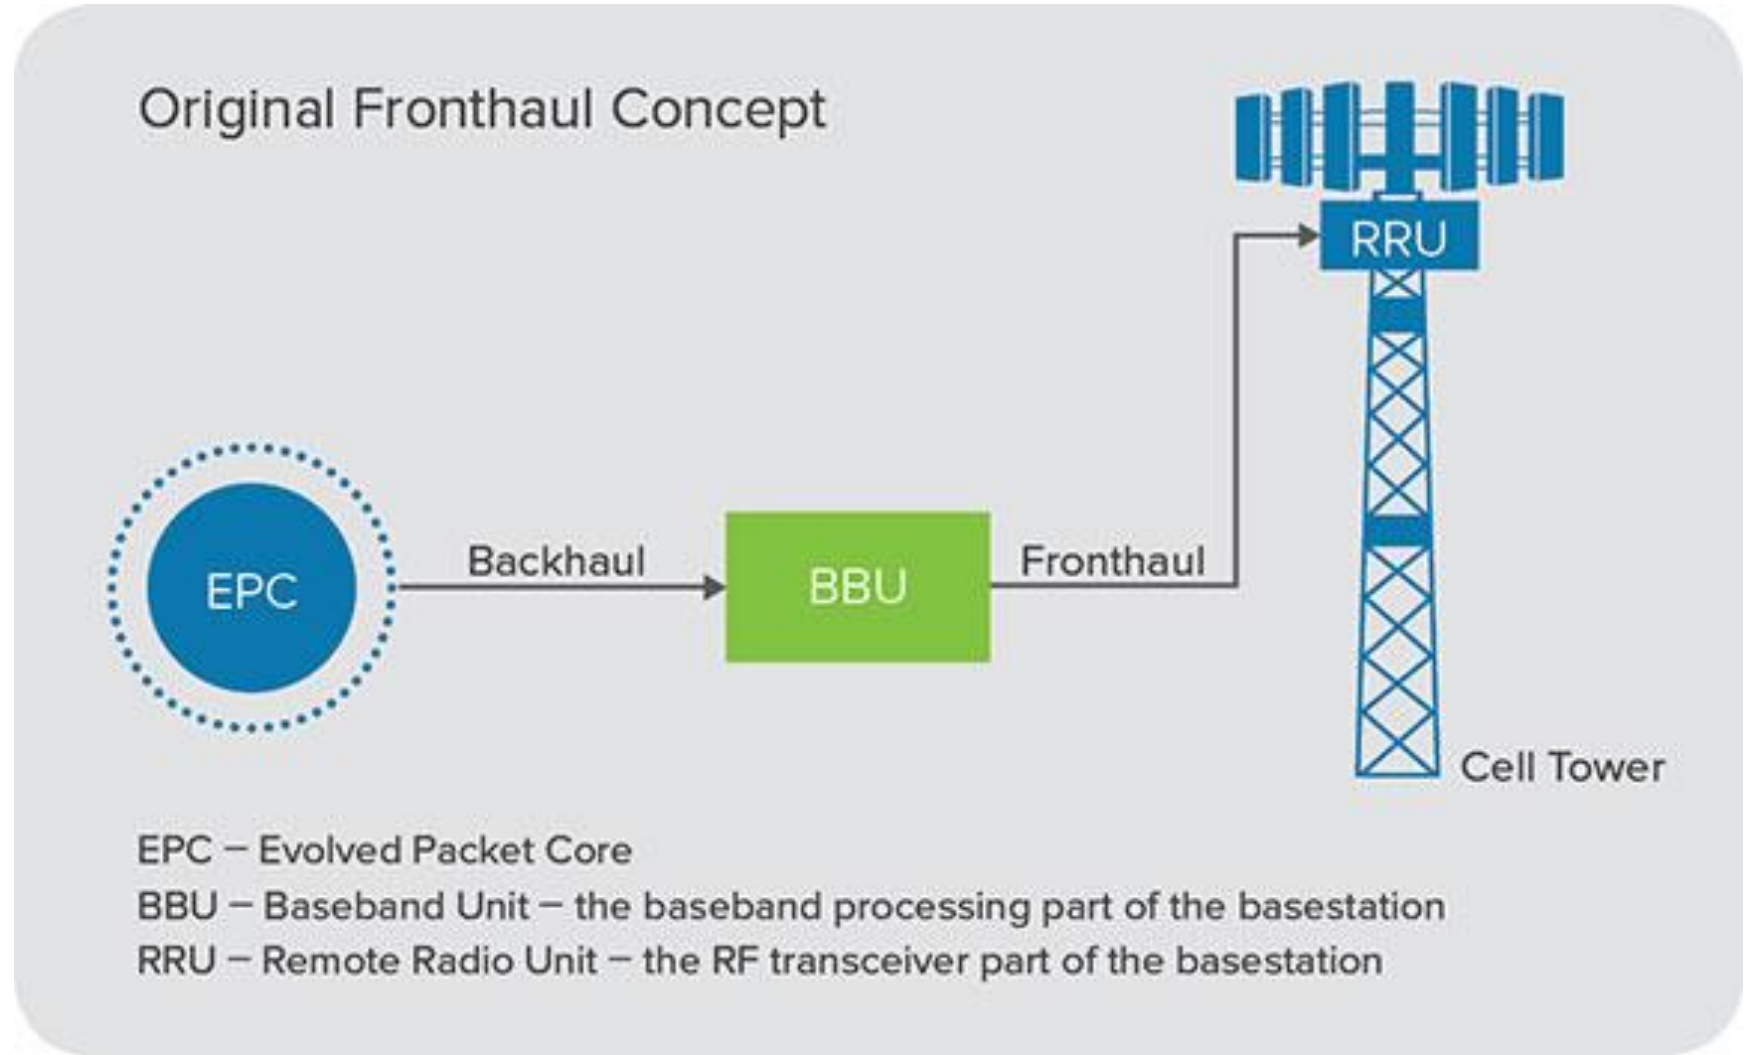 Original Fronthaul Concept
RRU
EPC
Backhaul
BBU
Fronthaul
Cell Tower
EPC – Evolved Packet Core
BBU – Baseband Unit – the baseband processing part of the basestation
RRU – Remote Radio Unit – the RF transceiver part of the basestation